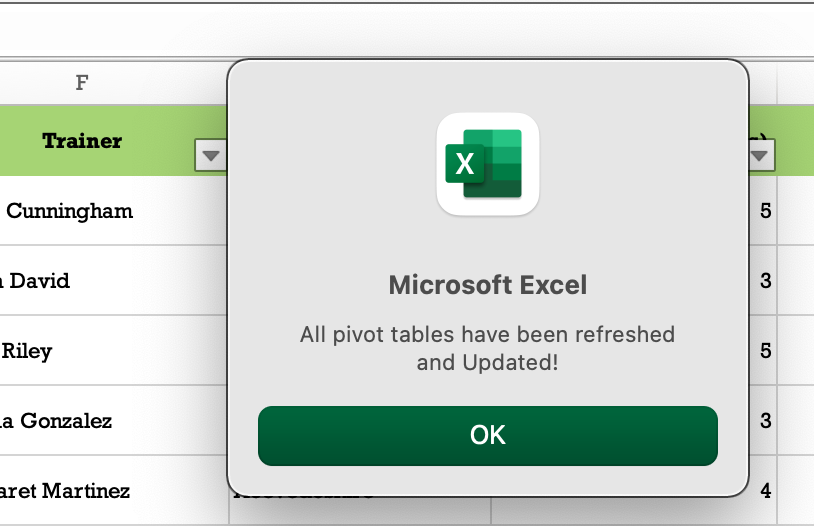 F
Trainer
Cunningham
David
Riley
Gonzalez
Martinez
5
3
5
3
4
X
Microsoft Excel
All pivot tables have been refreshed
and Updated!
OK